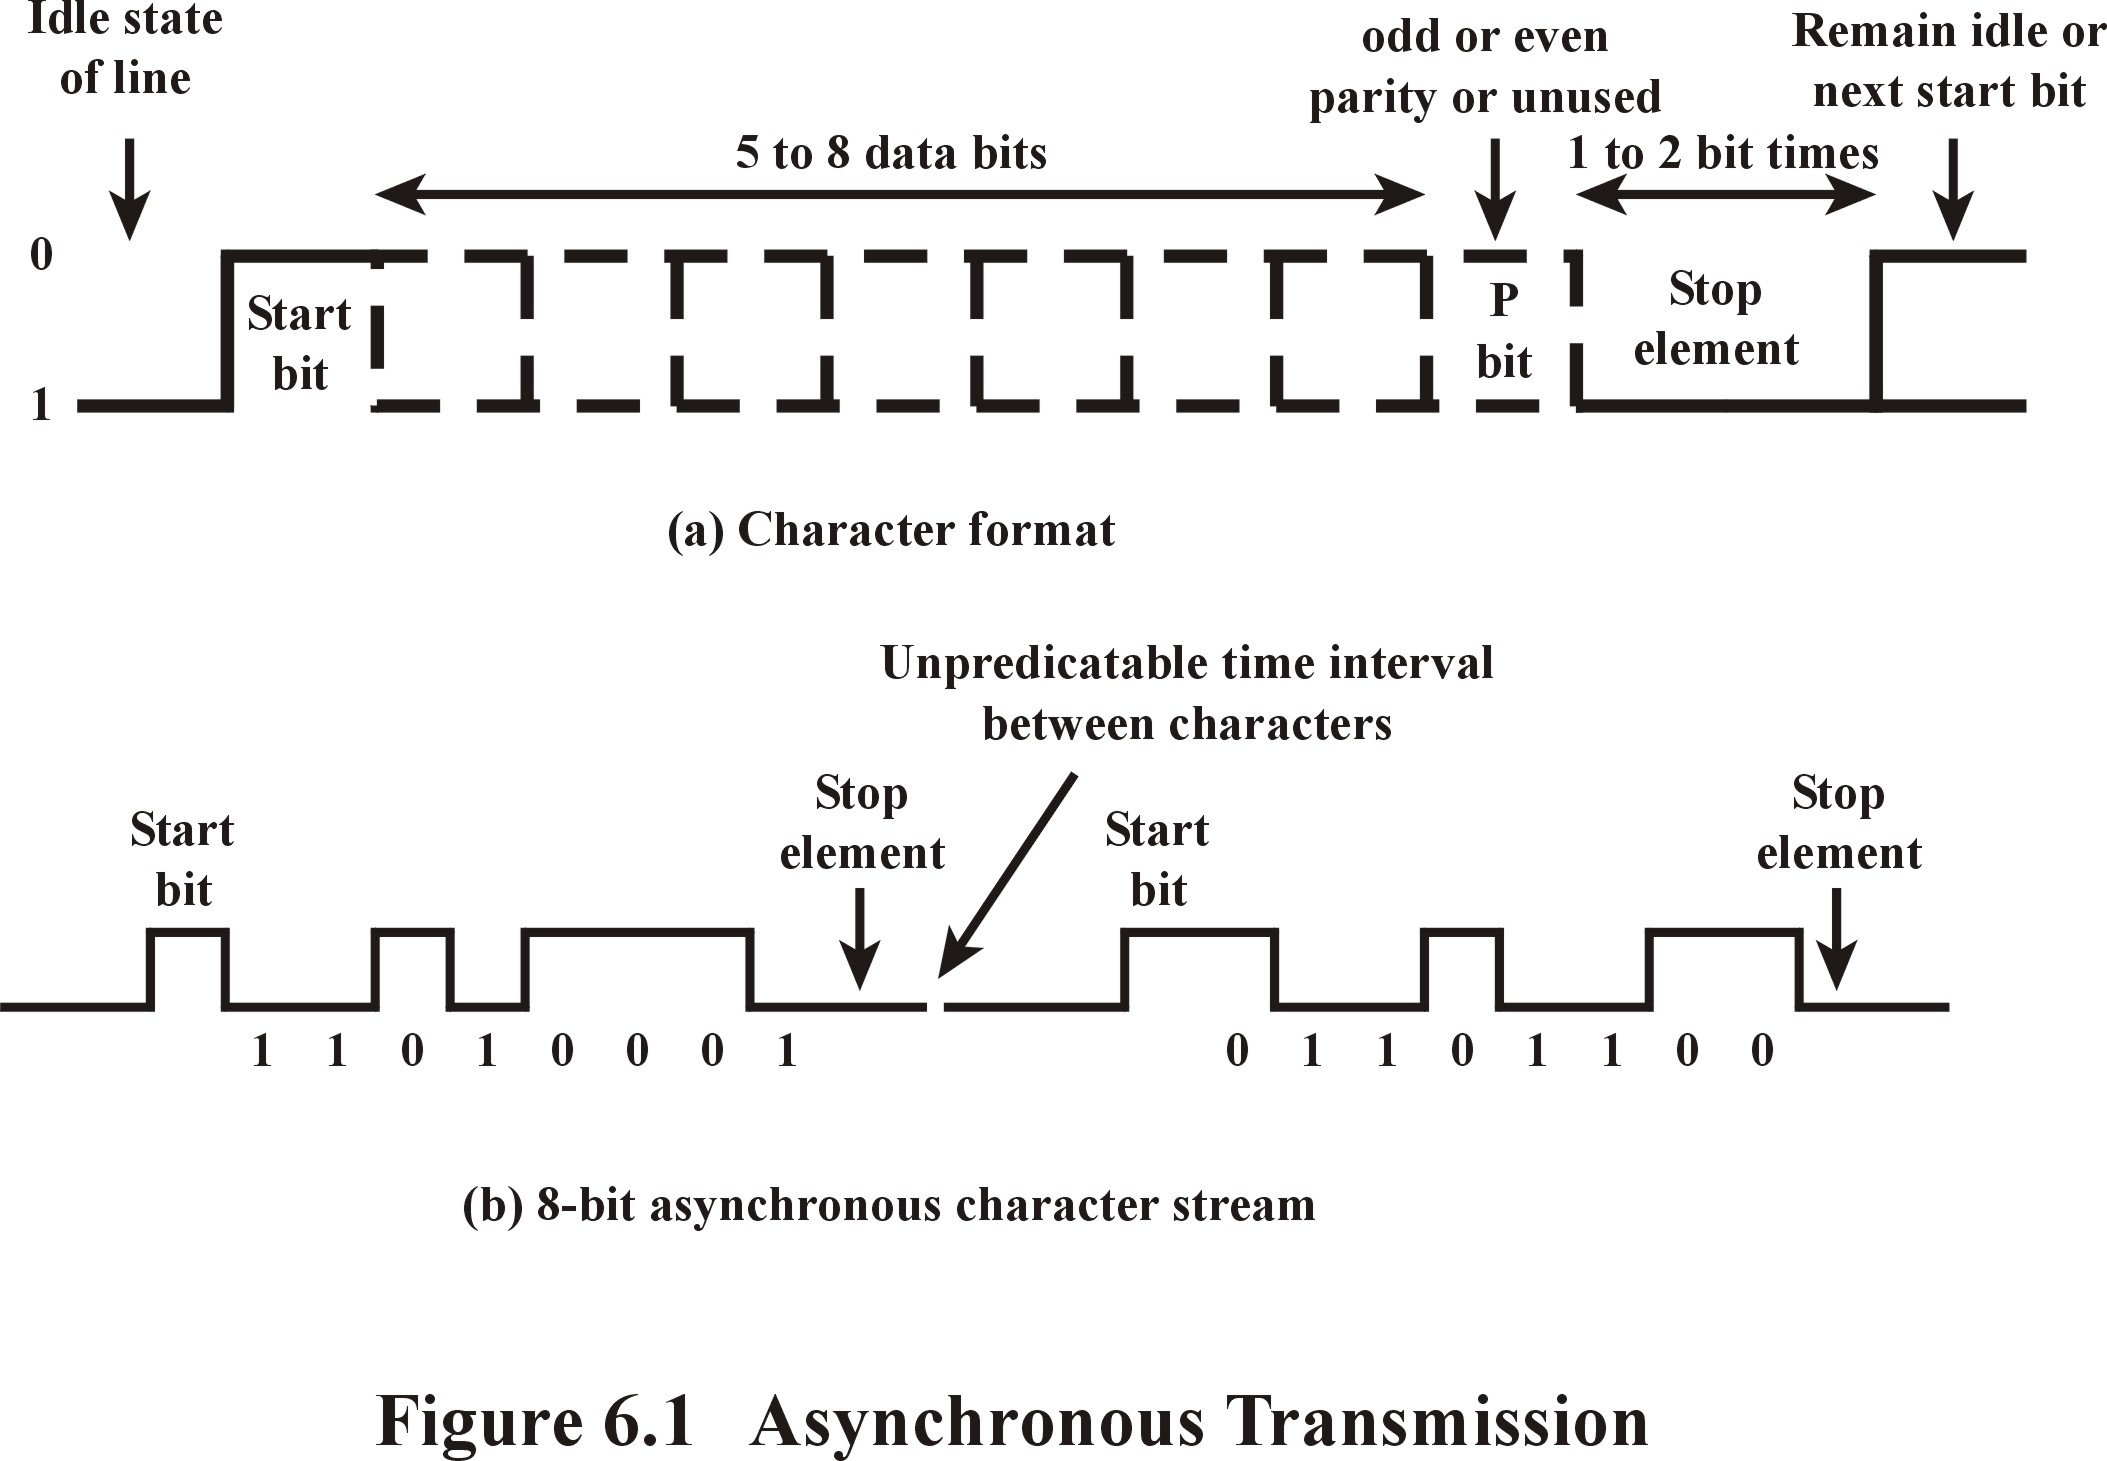 Idle state
of line
odd or even
parity or unused
Remain idle or
next start bit
5 to 8 data bits
1 to 2 bit times
0
1
Start
bit
P
bit
Stop
element
(a) Character format
Unpredicatable time interval
between characters
Start
bit
Stop
element
Start
bit
Stop
element
1 1 0 1 0 0 0 1
0 1 1 0 1 1 0 0
(b) 8-bit asynchronous character stream
Figure 6.1 Asynchronous Transmission